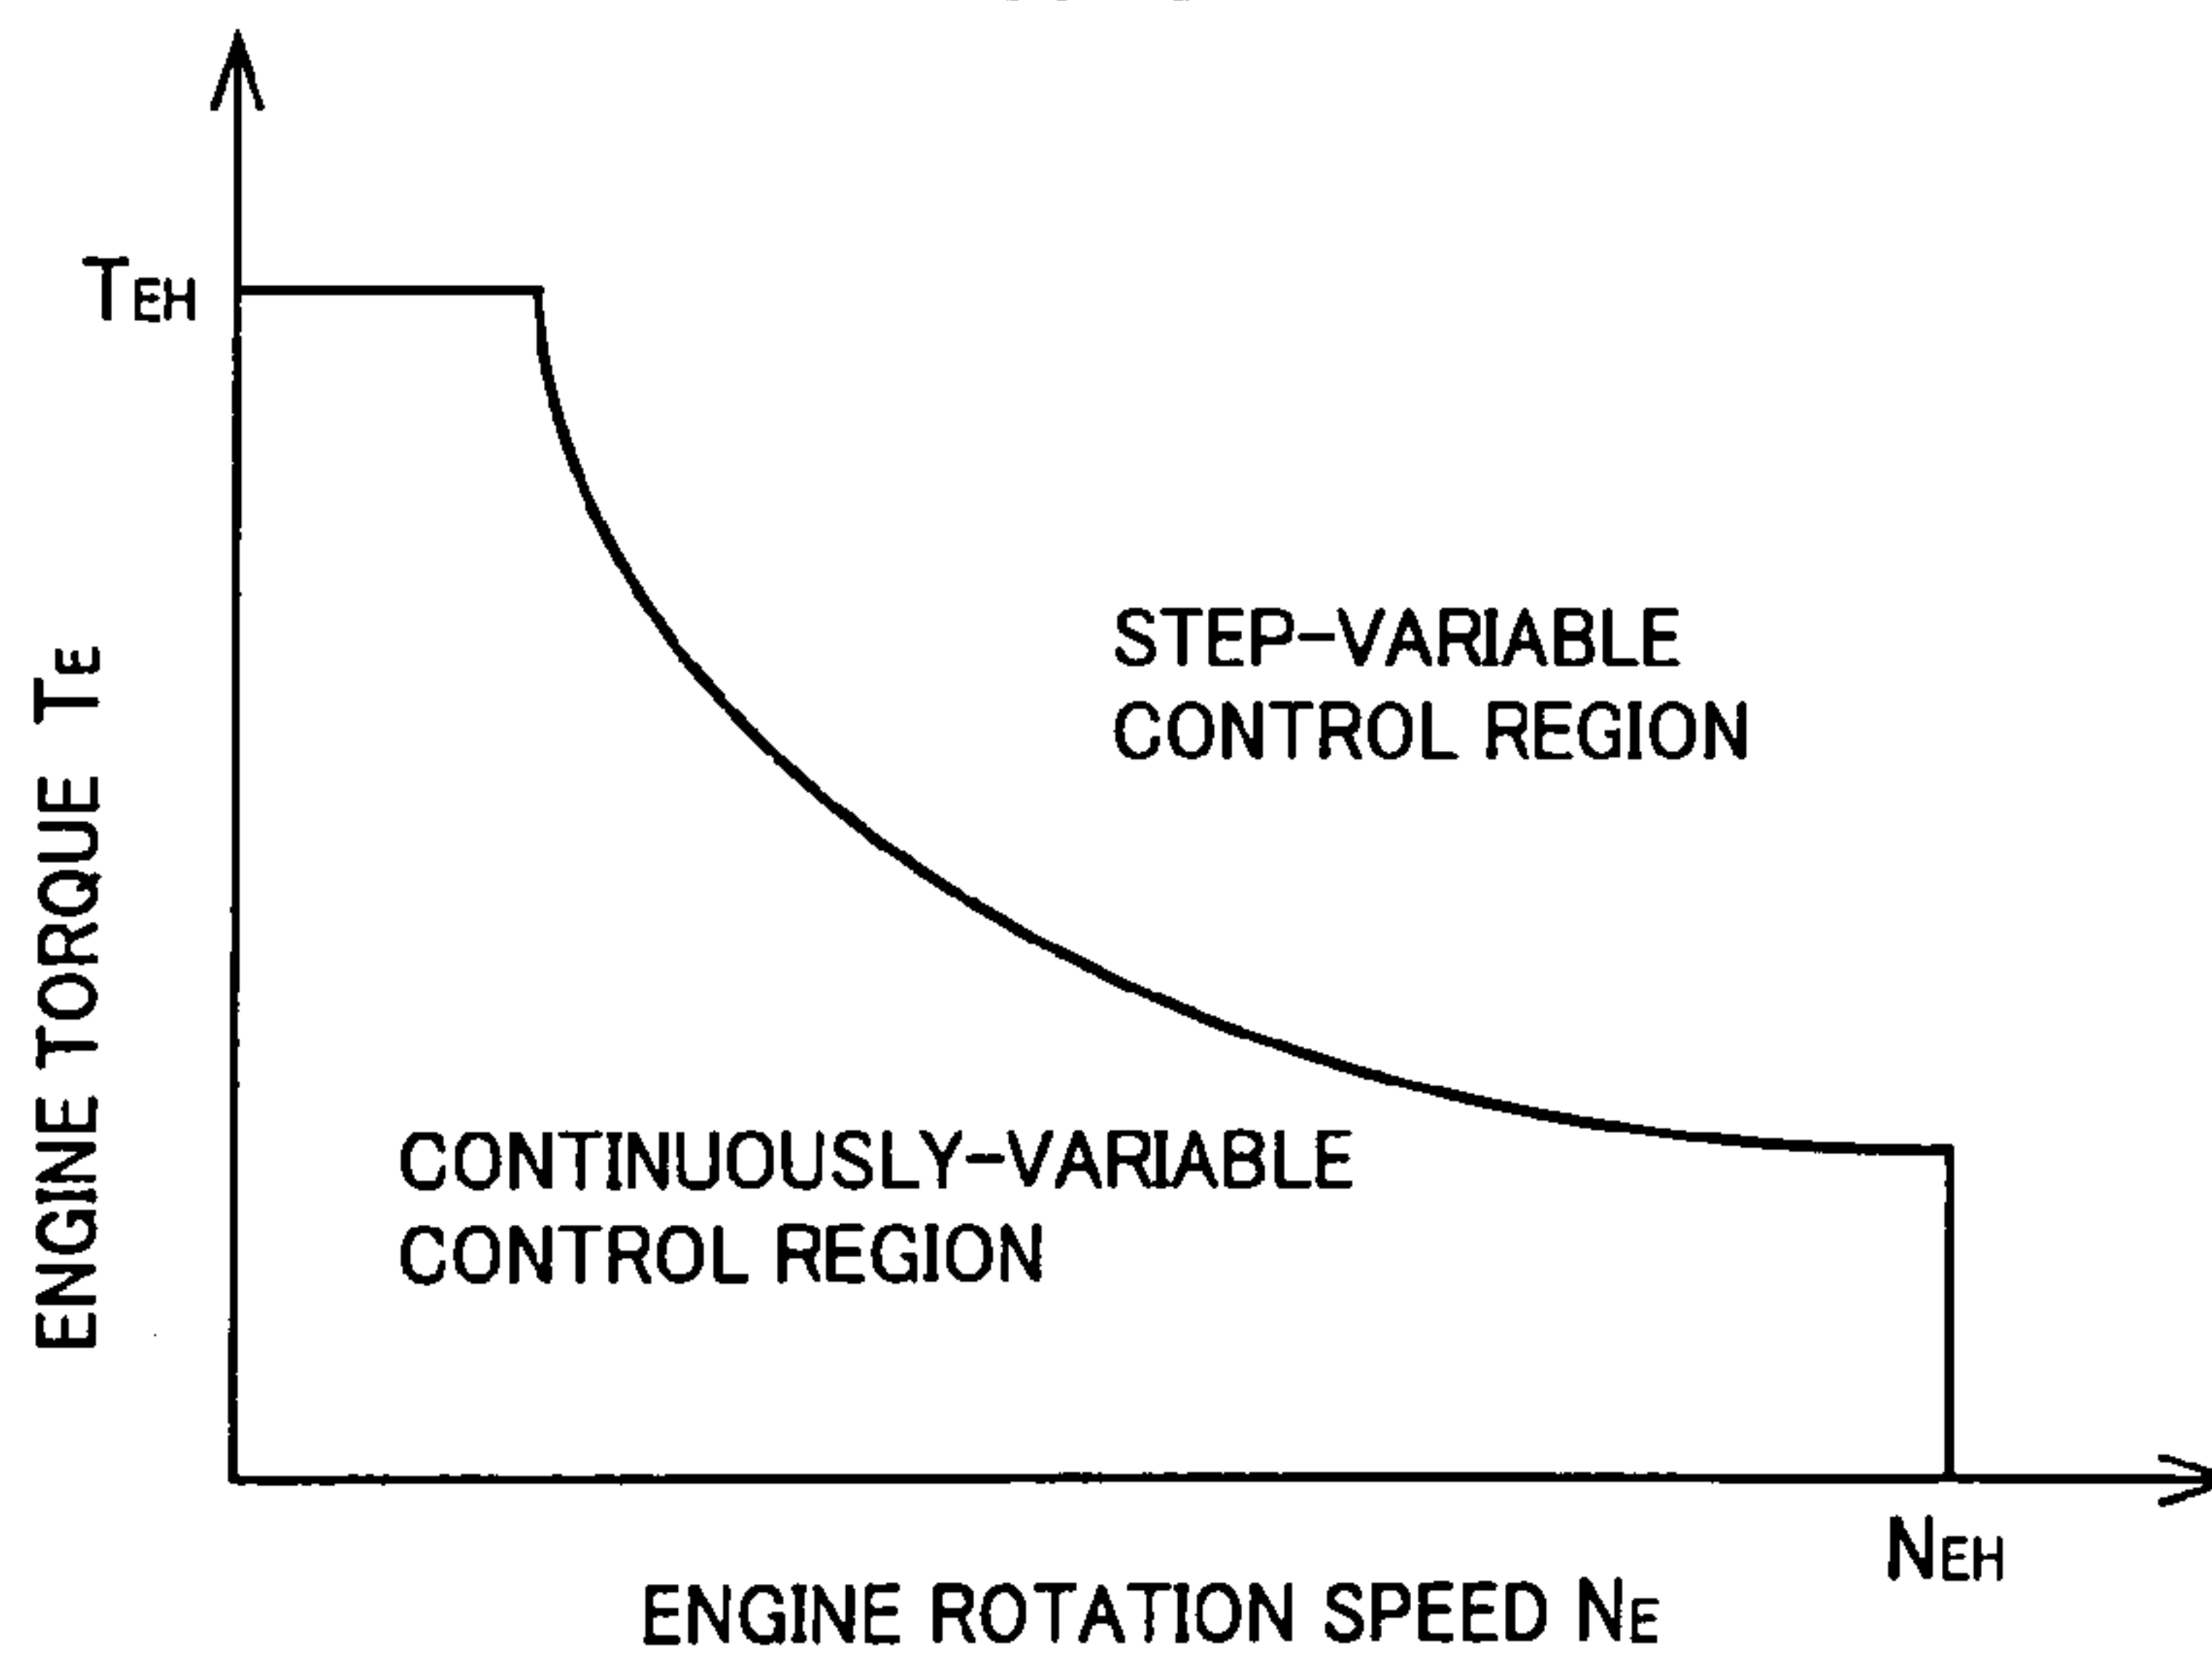 TEH
ENGINE TORQUE TE
STEP-VARIABLE
CONTROL REGION
CONTINUOUSLY-VARIABLE
CONTROL REGION
NEH
ENGINE ROTATION SPEED NE